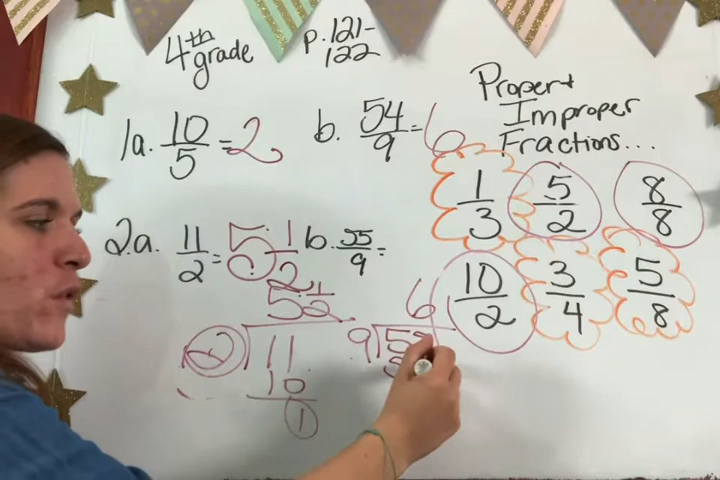 4th grade
p. 121-122
Proper + Improper Fractions...
1a. 10/5 = 2
b. 54/9 = 6
1/3 5/2 8/8
2.a. 11/2 = 5 1/2
b. 55/9 =
10/2 3/4 5/8
5 1/2
6
2 11
9 5
10
1